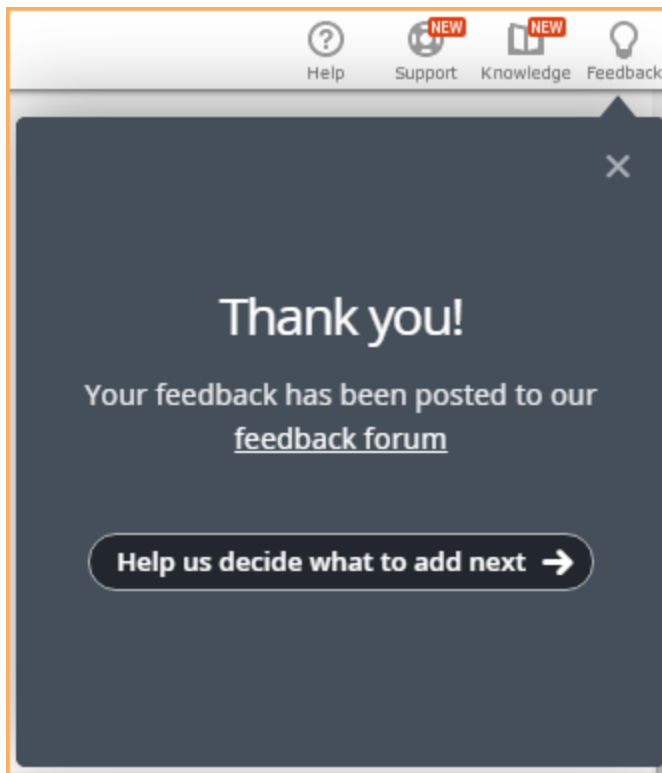 NEW NEW
Help Support Knowledge Feedback
Thank you!
Your feedback has been posted to our
feedback forum
Help us decide what to add next